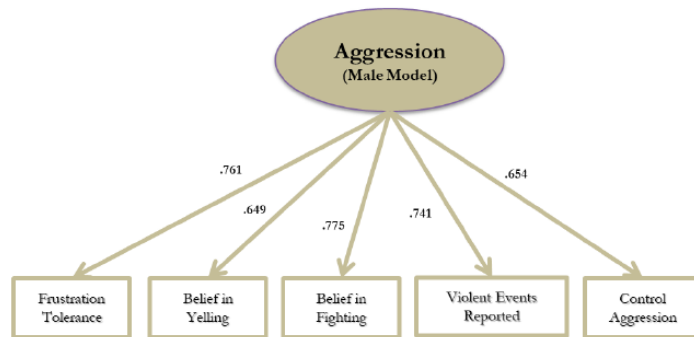 Aggression
(Male Model)
.761
.649
.775
.741
.654
Frustration
Tolerance
Belief in
Yelling
Belief in
Fighting
Violent Events
Reported
Control
Aggression